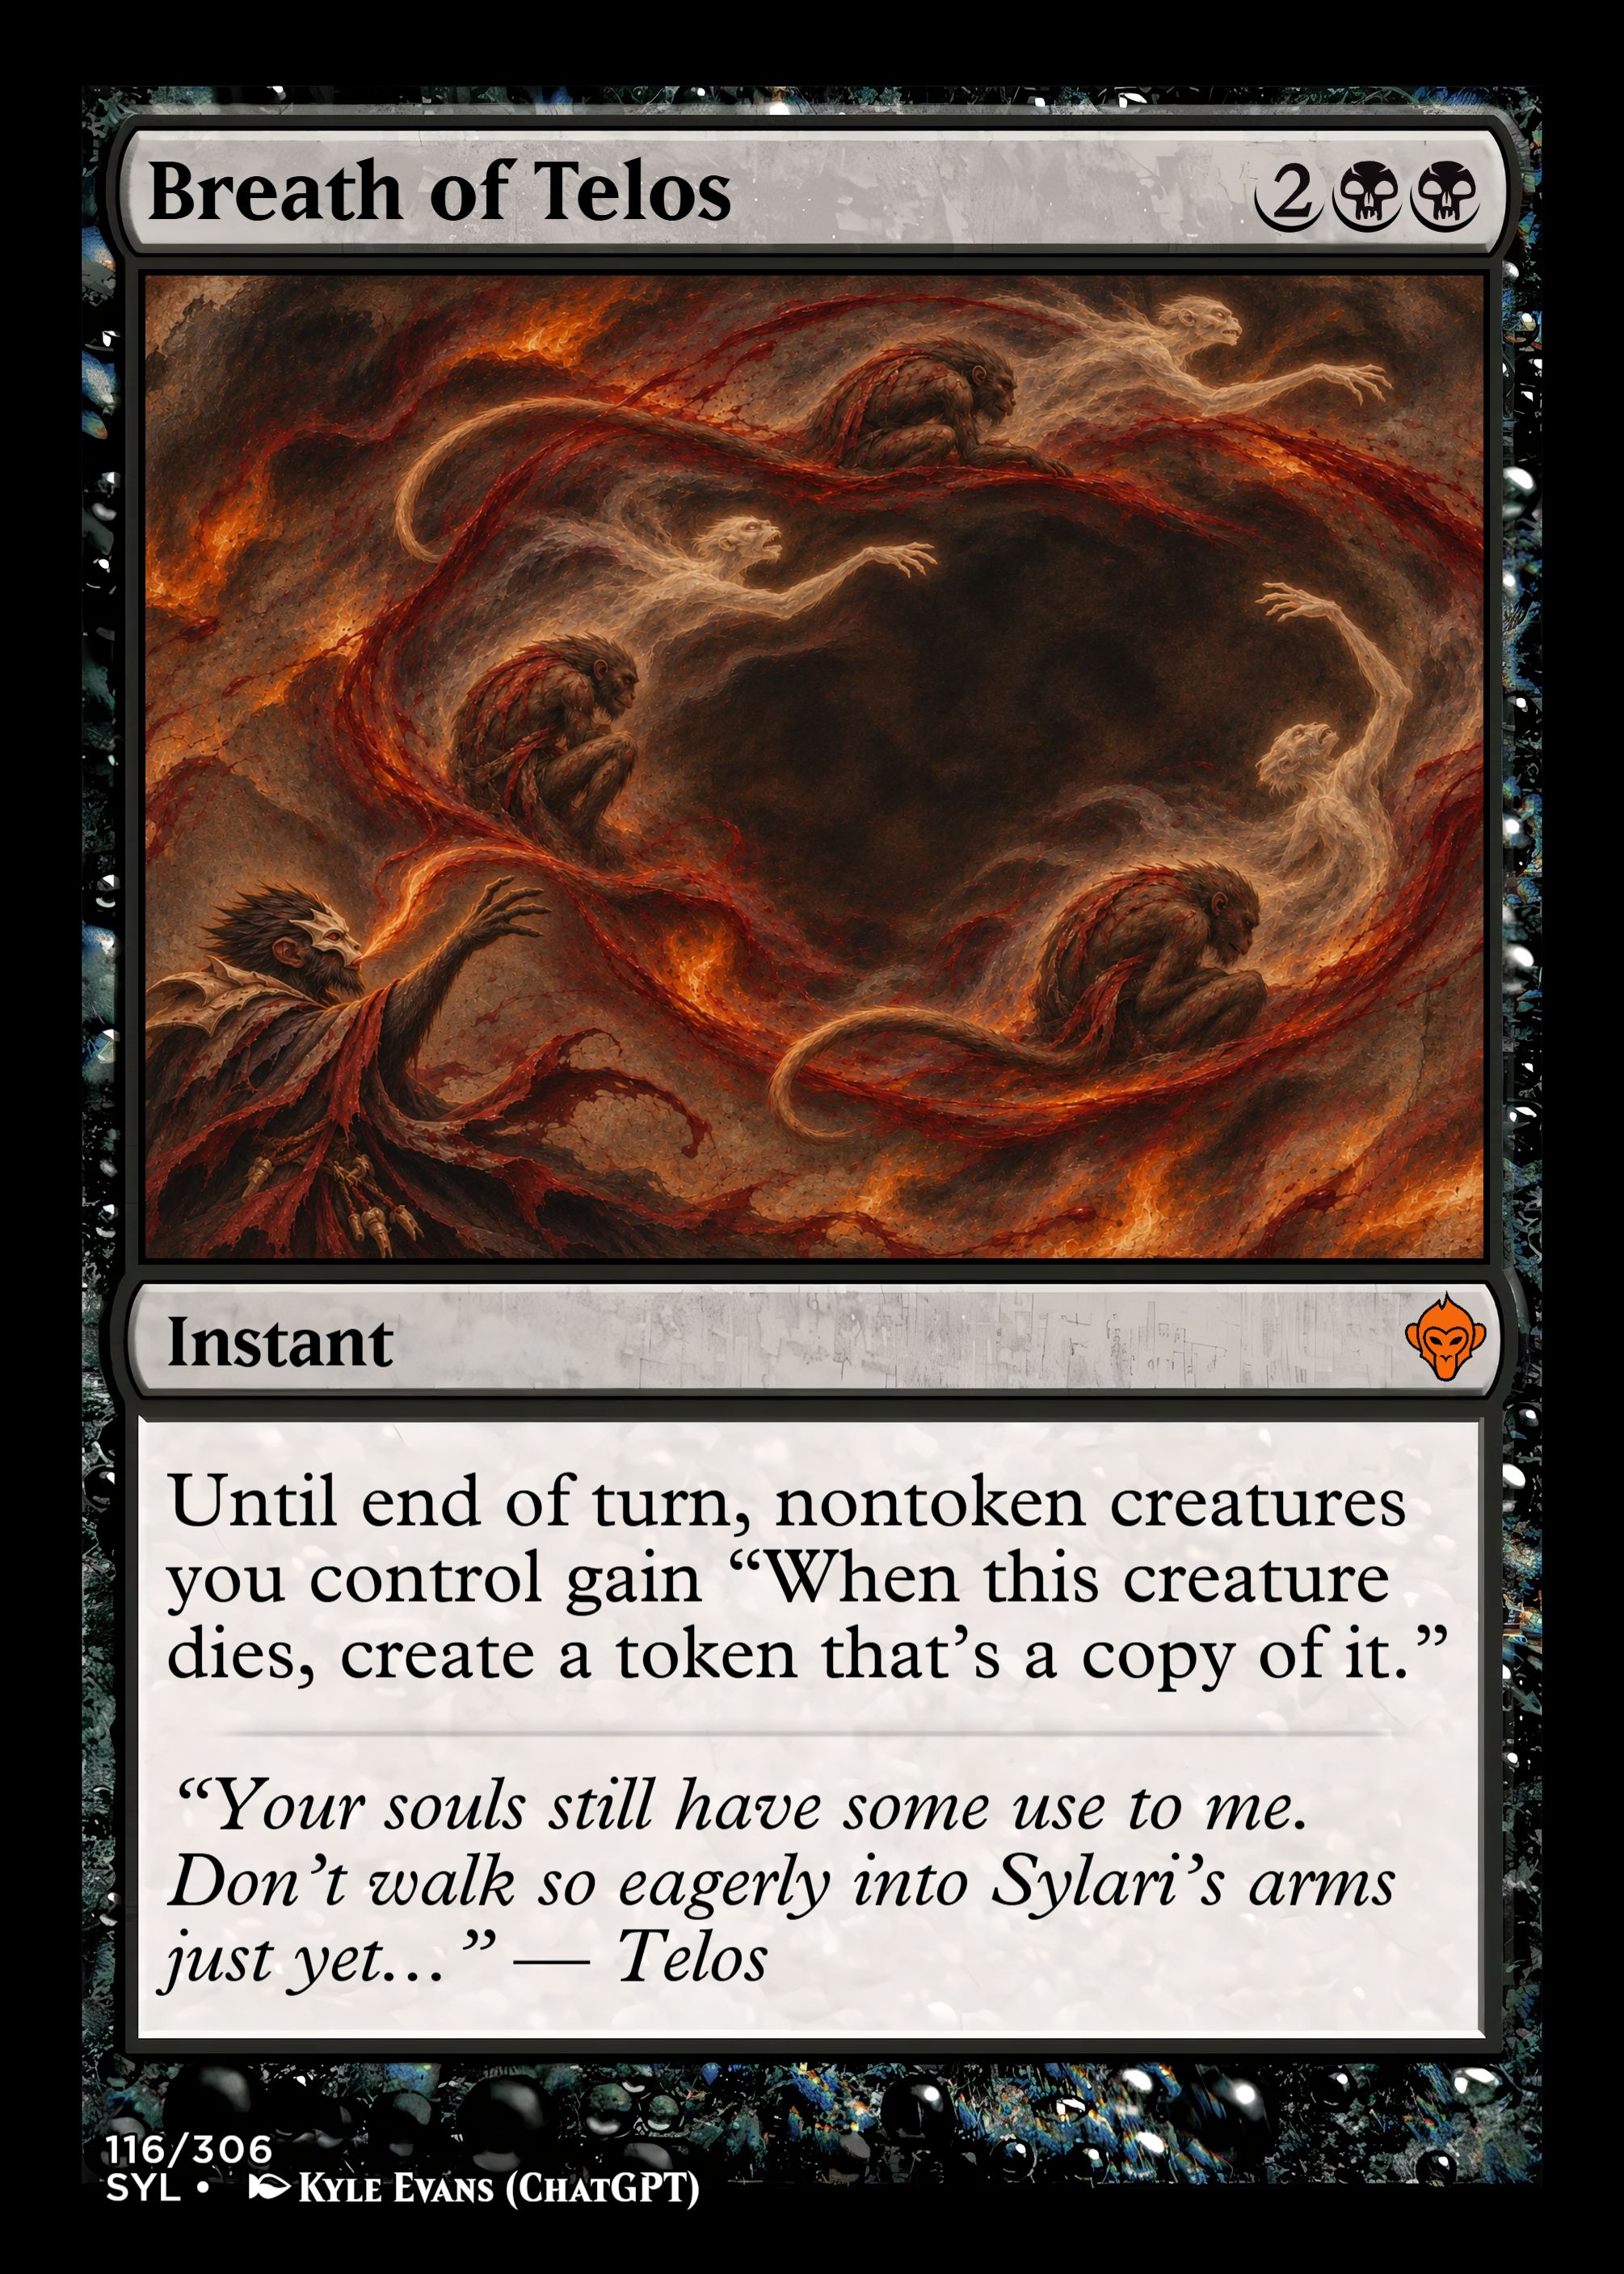 Breath of Telos 2
Instant
Until end of turn, nontoken creatures
you control gain “When this creature
dies, create a token that’s a copy of it.”
“Your souls still have some use to me.
Don’t walk so eagerly into Sylari’s arms
just yet…” — Telos
116/306
SYL • Kyle Evans (ChatGPT)